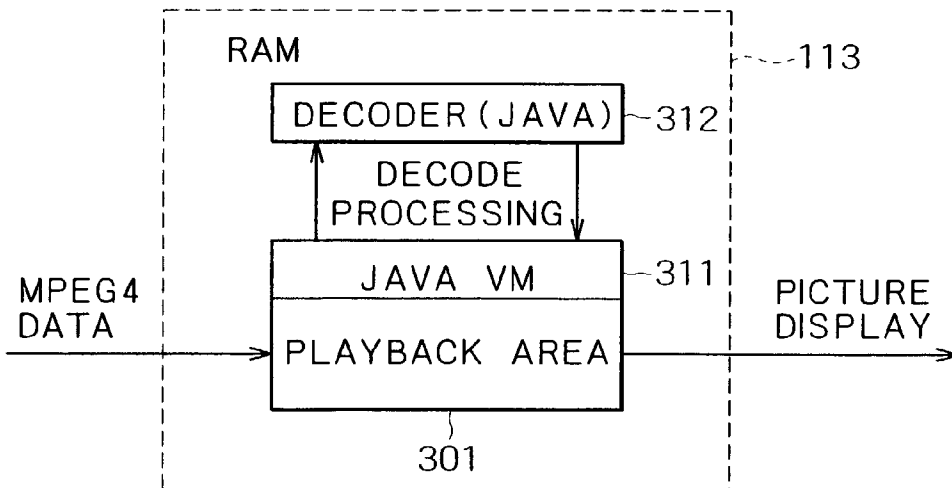 RAM
113
DECODER (JAVA)
312
DECODE
PROCESSING
JAVA VM
311
MPEG4
DATA
PLAYBACK AREA
PICTURE
DISPLAY
301